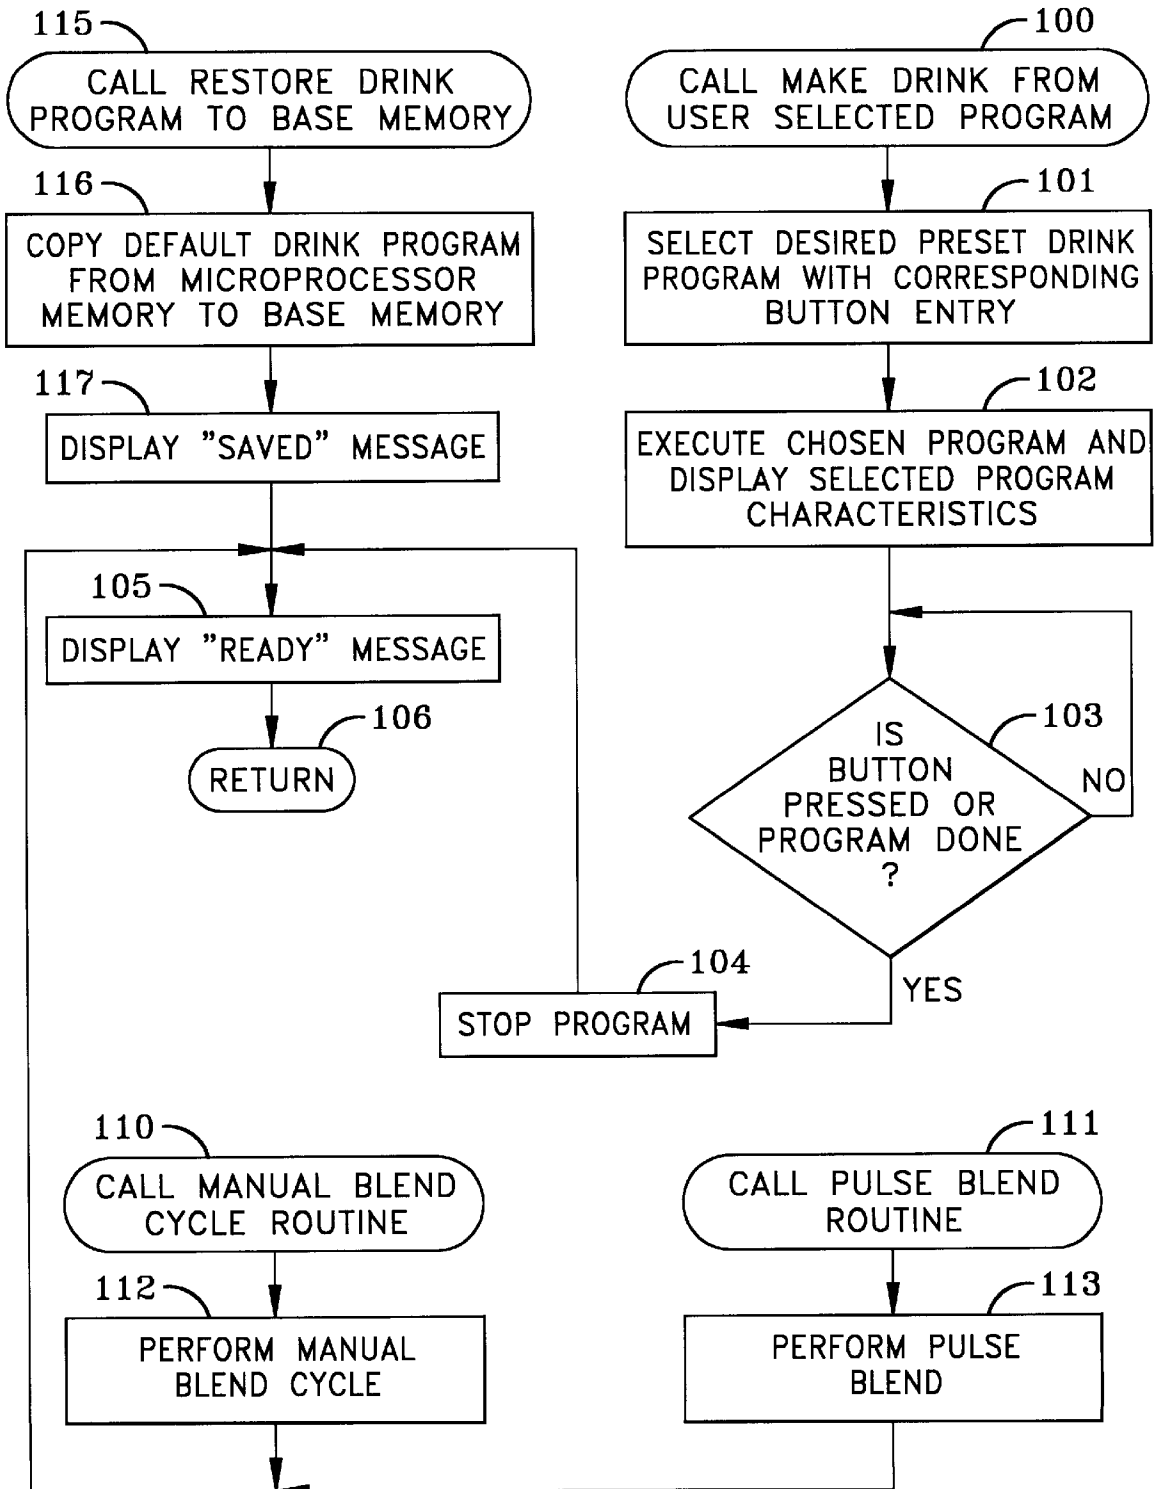 115
CALL RESTORE DRINK
PROGRAM TO BASE MEMORY
116
COPY DEFAULT DRINK PROGRAM
FROM MICROPROCESSOR
MEMORY TO BASE MEMORY
117
DISPLAY "SAVED" MESSAGE
105
DISPLAY "READY" MESSAGE
106
RETURN
100
CALL MAKE DRINK FROM
USER SELECTED PROGRAM
101
SELECT DESIRED PRESET DRINK
PROGRAM WITH CORRESPONDING
BUTTON ENTRY
102
EXECUTE CHOSEN PROGRAM AND
DISPLAY SELECTED PROGRAM
CHARACTERISTICS
103
IS
BUTTON
PRESSED OR
PROGRAM DONE
?
NO
YES
104
STOP PROGRAM
110
CALL MANUAL BLEND
CYCLE ROUTINE
112
PERFORM MANUAL
BLEND CYCLE
111
CALL PULSE BLEND
ROUTINE
113
PERFORM PULSE
BLEND